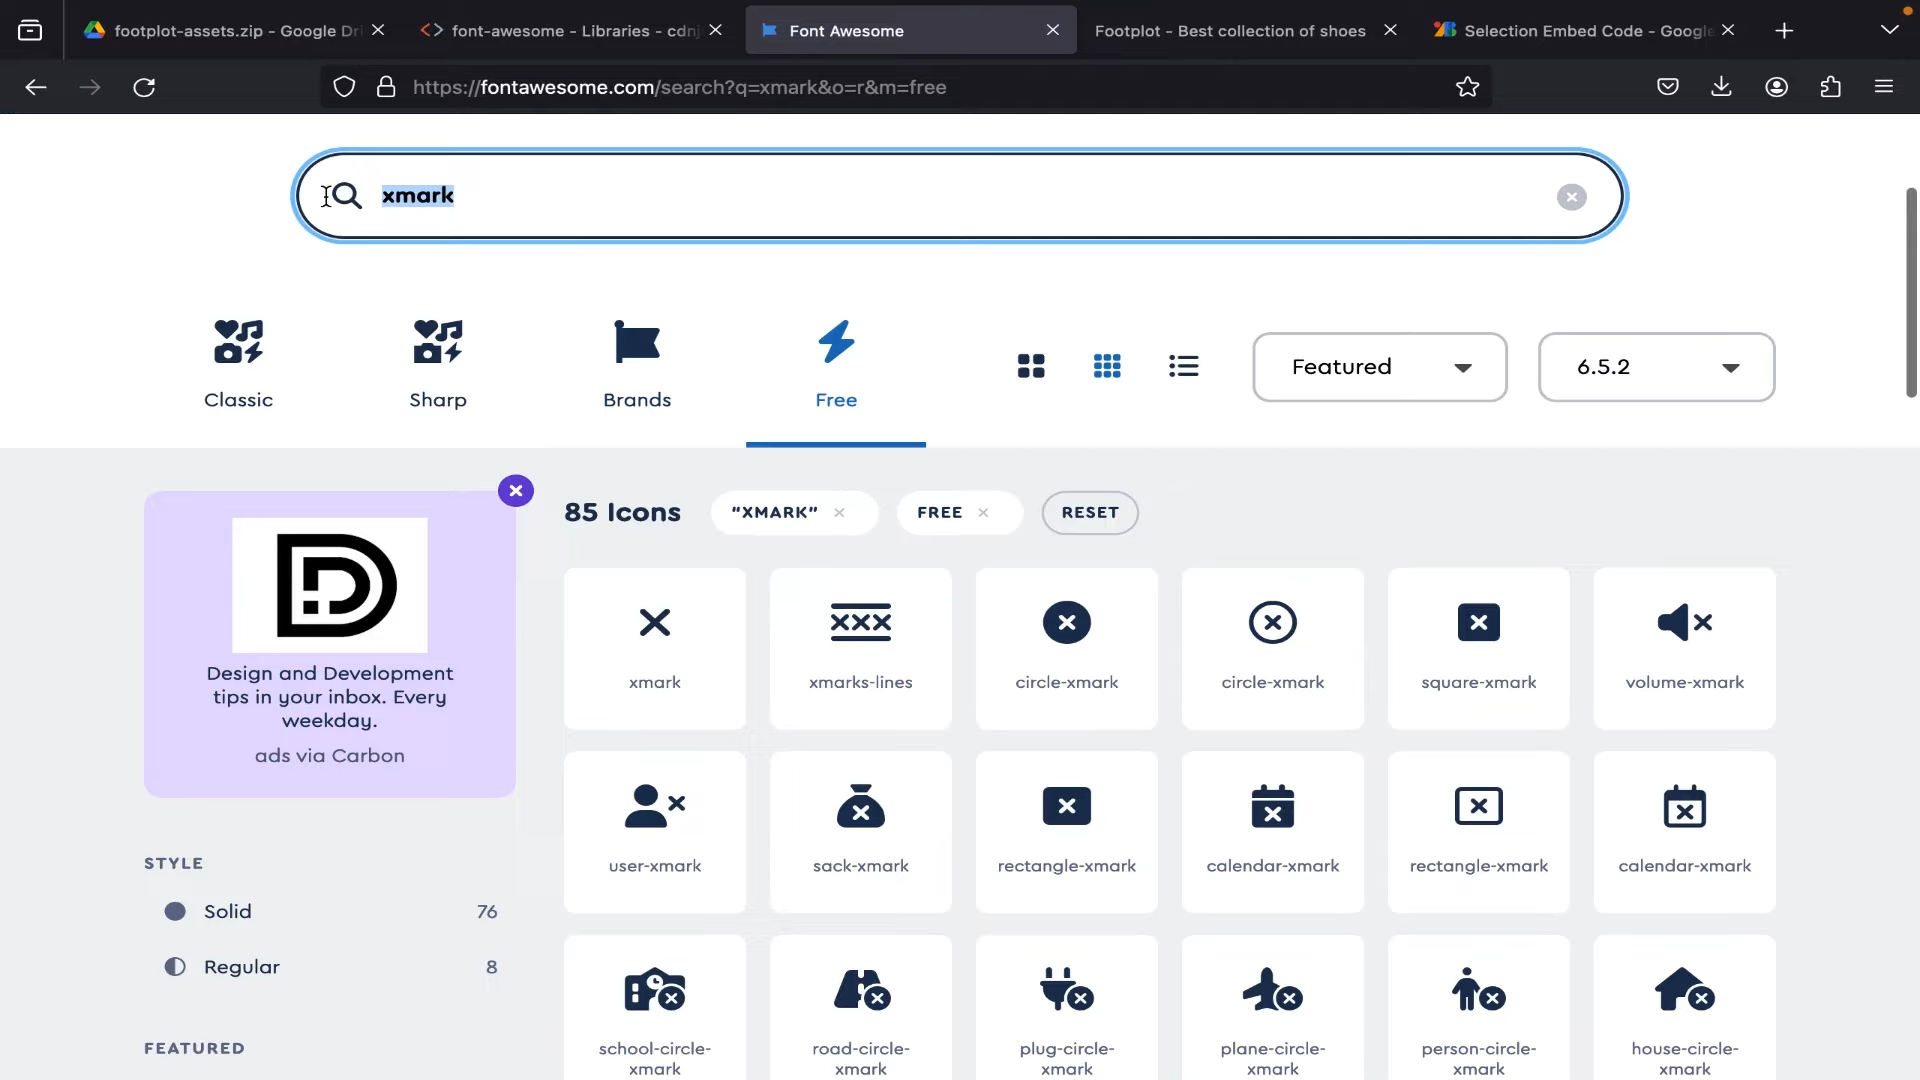 footplot-assets.zip - Google Dri
font-awesome - Libraries - cdnj
Font Awesome
Footplot - Best collection of shoes
Selection Embed Code - Google
https://fontawesome.com/search?q=xmark&o=r&m=free
xmark
Classic
Sharp
Brands
Free
Featured
6.5.2
85 Icons
"XMARK"
FREE
RESET
Design and Development
tips in your inbox. Every
weekday.
ads via Carbon
xmark
xmarks-lines
circle-xmark
circle-xmark
square-xmark
volume-xmark
user-xmark
sack-xmark
rectangle-xmark
calendar-xmark
rectangle-xmark
calendar-xmark
STYLE
Solid 76
Regular 8
FEATURED
school-circle-
xmark
road-circle-
xmark
plug-circle-
xmark
plane-circle-
xmark
person-circle-
xmark
house-circle-
xmark